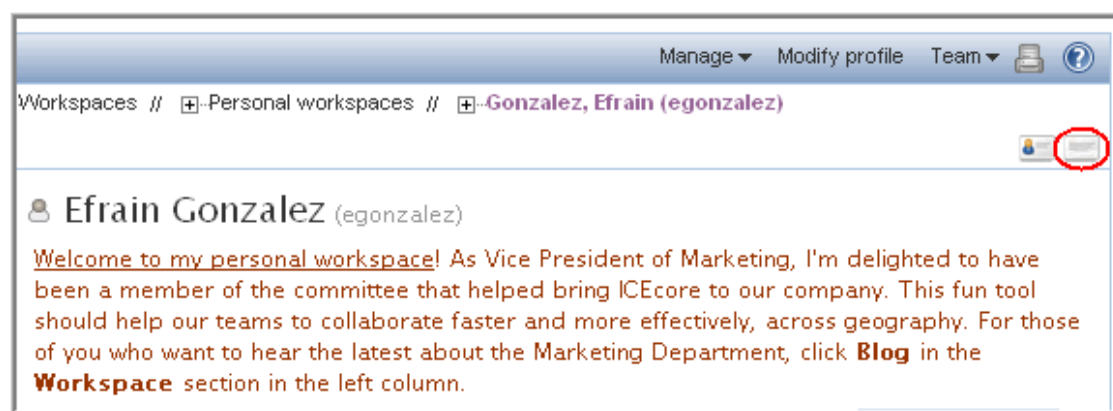 Manage Modify profile Team
Workspaces // Personal workspaces // Gonzalez, Efrain (egonzalez)
Efrain Gonzalez (egonzalez)
Welcome to my personal workspace! As Vice President of Marketing, I'm delighted to have
been a member of the committee that helped bring ICEcore to our company. This fun tool
should help our teams to collaborate faster and more effectively, across geography. For those
of you who want to hear the latest about the Marketing Department, click Blog in the
Workspace section in the left column.